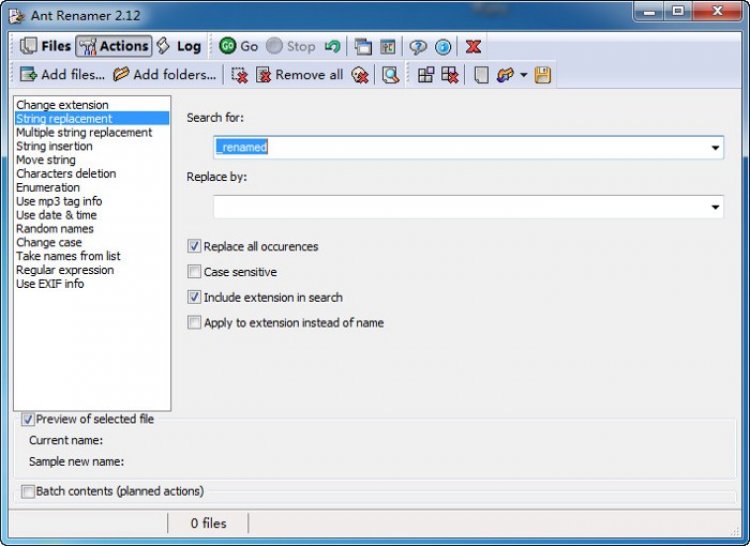 Ant Renamer 2.12
Files Actions Log Go Stop
Add files... Add folders... Remove all
Change extension
String replacement
Multiple string replacement
String insertion
Move string
Characters deletion
Enumeration
Use mp3 tag info
Use date & time
Random names
Change case
Take names from list
Regular expression
Use EXIF info
Search for:
_renamed
Replace by:
Replace all occurences
Case sensitive
Include extension in search
Apply to extension instead of name
Preview of selected file
Current name:
Sample new name:
Batch contents (planned actions)
0 files